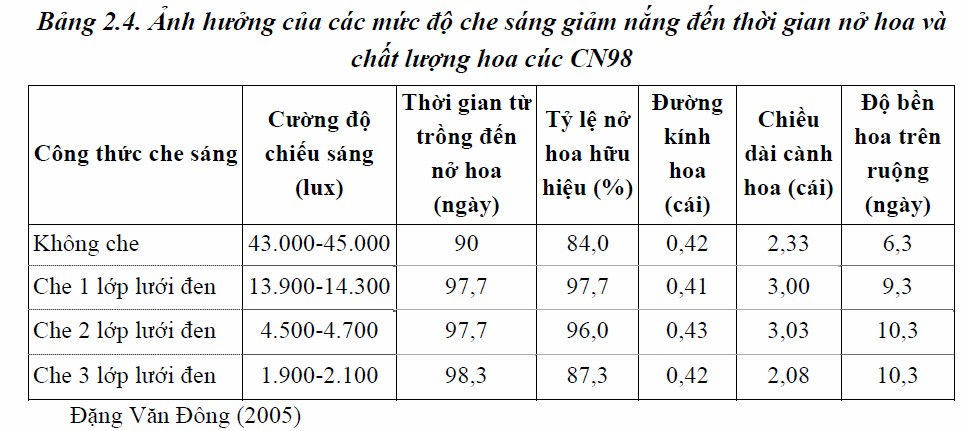 Bảng 2.4. Ảnh hưởng của các mức độ che sáng giảm nắng đến thời gian nở hoa và
chất lượng hoa cúc CN98
Công thức che sáng | Cường độ chiếu sáng (lux) | Thời gian từ trồng đến nở hoa (ngày) | Tỷ lệ nở hoa hữu hiệu (%) | Đường kính hoa (cái) | Chiều dài cành hoa (cái) | Độ bền hoa trên ruộng (ngày)
Không che | 43.000-45.000 | 90 | 84,0 | 0,42 | 2,33 | 6,3
Che 1 lớp lưới đen | 13.900-14.300 | 97,7 | 97,7 | 0,41 | 3,00 | 9,3
Che 2 lớp lưới đen | 4.500-4.700 | 97,7 | 96,0 | 0,43 | 3,03 | 10,3
Che 3 lớp lưới đen | 1.900-2.100 | 98,3 | 87,3 | 0,42 | 2,08 | 10,3
Đặng Văn Đông (2005)